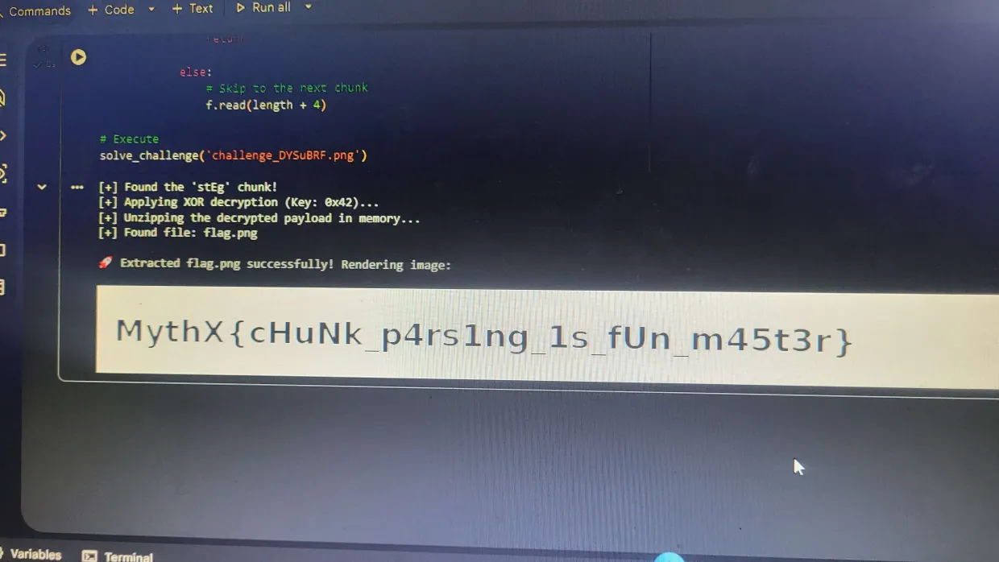 Commands + Code + Text Run all
else:
# Skip to the next chunk
f.read(length + 4)
# Execute
solve_challenge('challenge_DYSuBRF.png')
[+] Found the 'stEg' chunk!
[+] Applying XOR decryption (Key: 0x42)...
[+] Unzipping the decrypted payload in memory...
[+] Found file: flag.png
🚀 Extracted flag.png successfully! Rendering image:
MythX{cHuNk_p4rs1ng_1s_fUn_m45t3r}
Variables Terminal